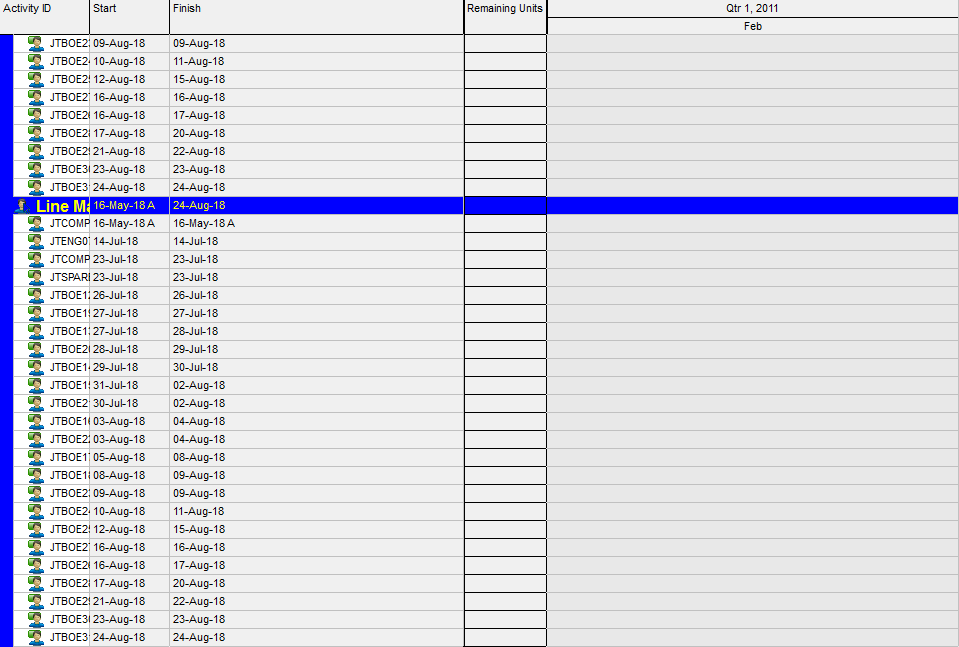 Activity ID Start Finish Remaining Units Qtr 1, 2011
Feb
JTBOE2 09-Aug-18 09-Aug-18
JTBOE2 10-Aug-18 11-Aug-18
JTBOE2 12-Aug-18 15-Aug-18
JTBOE2 16-Aug-18 16-Aug-18
JTBOE2 16-Aug-18 17-Aug-18
JTBOE2 17-Aug-18 20-Aug-18
JTBOE2 21-Aug-18 22-Aug-18
JTBOE3 23-Aug-18 23-Aug-18
JTBOE3 24-Aug-18 24-Aug-18
Line Ma 16-May-18 A 24-Aug-18
JTCOMP 16-May-18 A 16-May-18 A
JTENG0 14-Jul-18 14-Jul-18
JTCOMP 23-Jul-18 23-Jul-18
JTSPAR 23-Jul-18 23-Jul-18
JTBOE1 26-Jul-18 26-Jul-18
JTBOE1 27-Jul-18 27-Jul-18
JTBOE1 27-Jul-18 28-Jul-18
JTBOE2 28-Jul-18 29-Jul-18
JTBOE1 29-Jul-18 30-Jul-18
JTBOE1 31-Jul-18 02-Aug-18
JTBOE2 30-Jul-18 02-Aug-18
JTBOE1 03-Aug-18 04-Aug-18
JTBOE2 03-Aug-18 04-Aug-18
JTBOE1 05-Aug-18 08-Aug-18
JTBOE1 08-Aug-18 09-Aug-18
JTBOE2 09-Aug-18 09-Aug-18
JTBOE2 10-Aug-18 11-Aug-18
JTBOE2 12-Aug-18 15-Aug-18
JTBOE2 16-Aug-18 16-Aug-18
JTBOE2 16-Aug-18 17-Aug-18
JTBOE2 17-Aug-18 20-Aug-18
JTBOE2 21-Aug-18 22-Aug-18
JTBOE3 23-Aug-18 23-Aug-18
JTBOE3 24-Aug-18 24-Aug-18